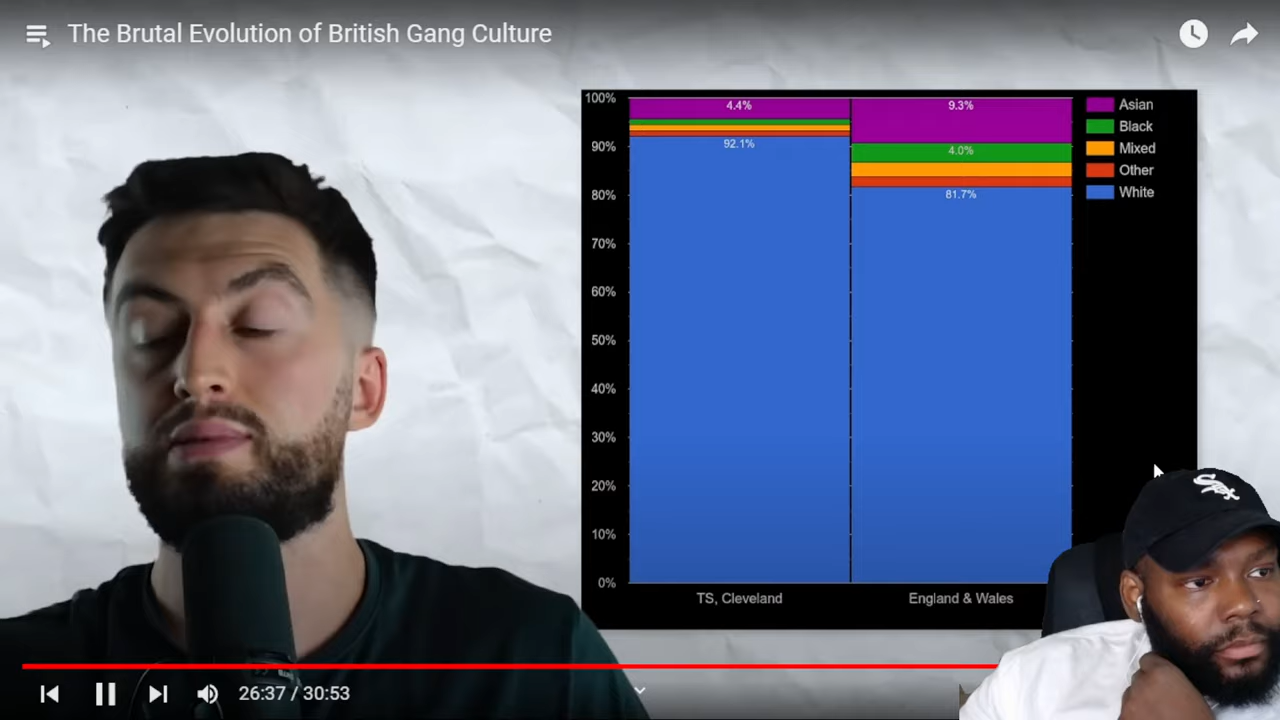 The Brutal Evolution of British Gang Culture
100%
90%
80%
70%
60%
50%
40%
30%
20%
10%
0%
4.4%
92.1%
9.3%
4.0%
81.7%
TS, Cleveland
England & Wales
Asian
Black
Mixed
Other
White
Sox
26:37 / 30:53